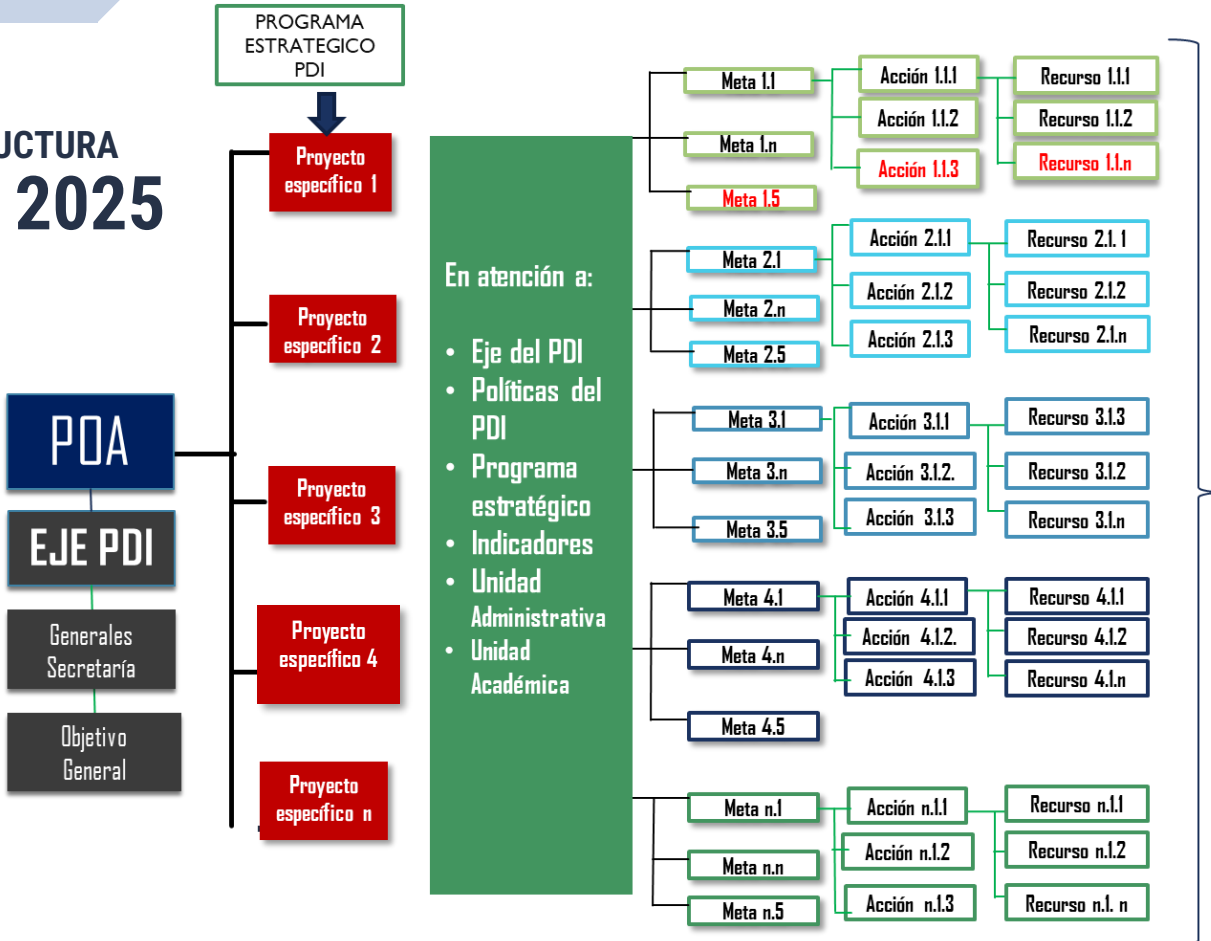 PROGRAMA
ESTRATEGICO
PDI
UCTURA
2025
Proyecto
específico 1
Proyecto
específico 2
Proyecto
específico 3
Proyecto
específico 4
Proyecto
específico n
POA
EJE PDI
Generales
Secretaría
Objetivo
General
En atención a:
• Eje del PDI
• Políticas del
PDI
• Programa
estratégico
• Indicadores
• Unidad
Administrativa
• Unidad
Académica
Meta 1.1
Meta 1.n
Meta 1.5
Acción 1.1.1
Acción 1.1.2
Acción 1.1.3
Recurso 1.1.1
Recurso 1.1.2
Recurso 1.1.n
Meta 2.1
Meta 2.n
Meta 2.5
Acción 2.1.1
Acción 2.1.2
Acción 2.1.3
Recurso 2.1. 1
Recurso 2.1.2
Recurso 2.1.n
Meta 3.1
Meta 3.n
Meta 3.5
Acción 3.1.1
Acción 3.1.2.
Acción 3.1.3
Recurso 3.1.3
Recurso 3.1.2
Recurso 3.1.n
Meta 4.1
Meta 4.n
Meta 4.5
Acción 4.1.1
Acción 4.1.2.
Acción 4.1.3
Recurso 4.1.1
Recurso 4.1.2
Recurso 4.1.n
Meta n.1
Meta n.n
Meta n.5
Acción n.1.1
Acción n.1.2
Acción n.1.3
Recurso n.1.1
Recurso n.1.2
Recurso n.1. n